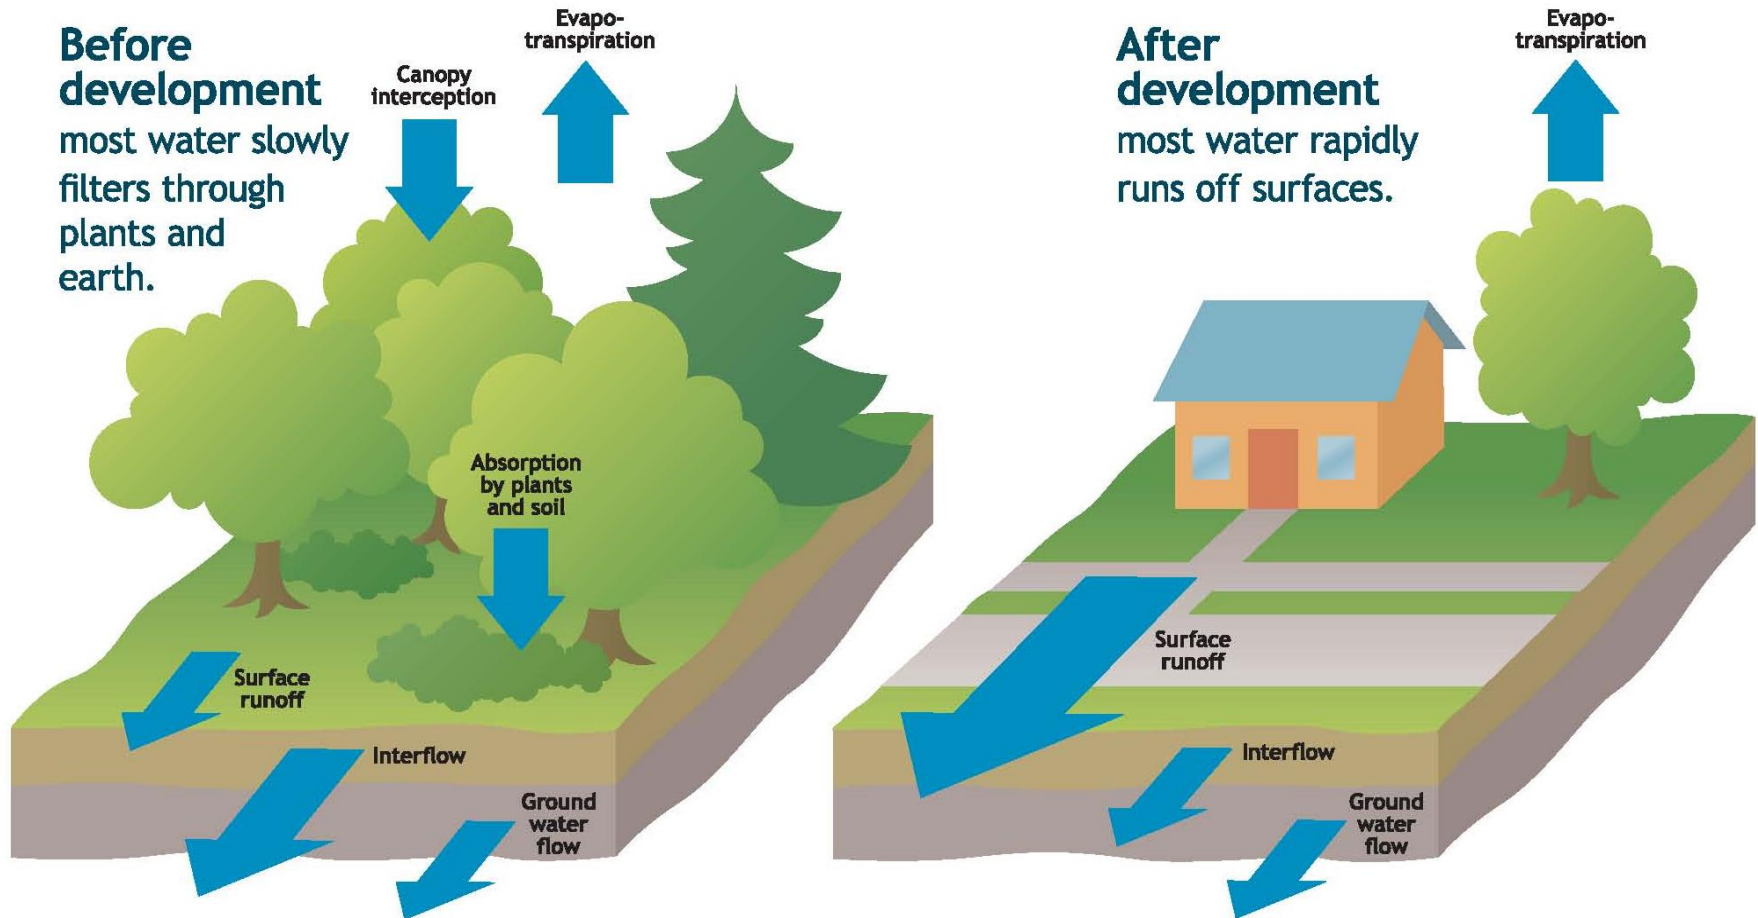 Before
development
most water slowly
filters through
plants and
earth.
Canopy
interception
Evapo-
transpiration
Absorption
by plants
and soil
Surface
runoff
Interflow
Ground
water
flow
After
development
most water rapidly
runs off surfaces.
Evapo-
transpiration
Surface
runoff
Interflow
Ground
water
flow